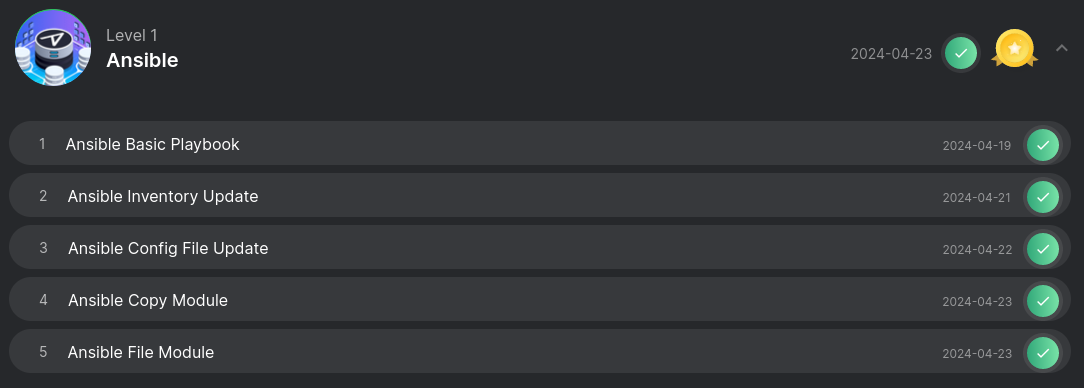 Level 1
Ansible
2024-04-23
1 Ansible Basic Playbook 2024-04-19
2 Ansible Inventory Update 2024-04-21
3 Ansible Config File Update 2024-04-22
4 Ansible Copy Module 2024-04-23
5 Ansible File Module 2024-04-23